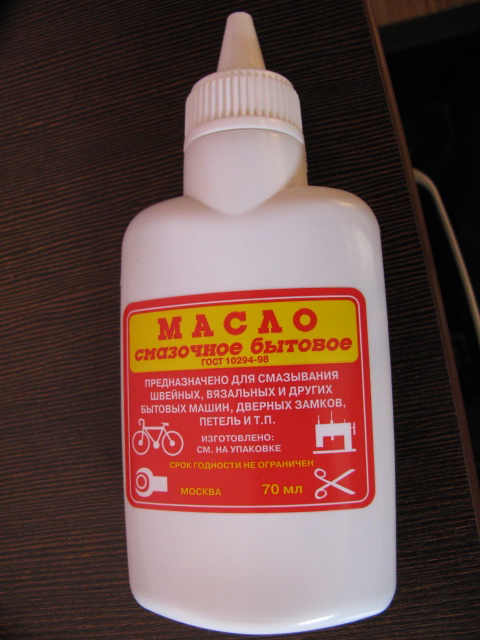 МАСЛО
смазочное бытовое
ГОСТ 10294-98
ПРЕДНАЗНАЧЕНО ДЛЯ СМАЗЫВАНИЯ
ШВЕЙНЫХ, ВЯЗАЛЬНЫХ И ДРУГИХ
БЫТОВЫХ МАШИН, ДВЕРНЫХ ЗАМКОВ,
ПЕТЕЛЬ И Т.П.
ИЗГОТОВЛЕНО:
СМ. НА УПАКОВКЕ
СРОК ГОДНОСТИ НЕ ОГРАНИЧЕН
МОСКВА 70 мл